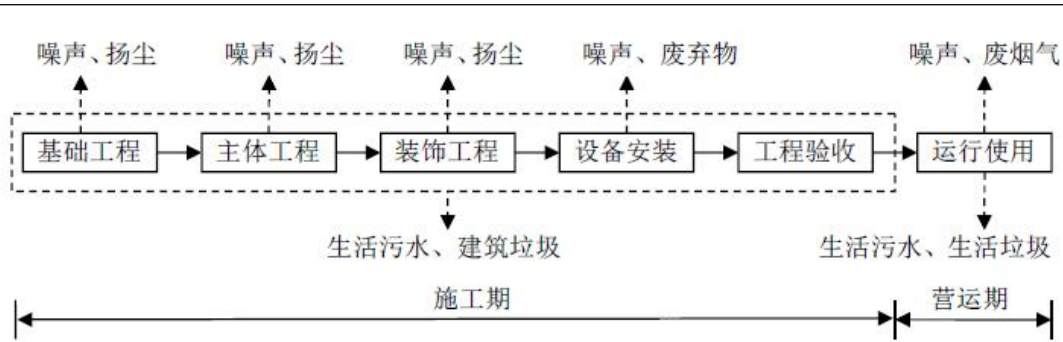 噪声、扬尘 噪声、扬尘 噪声、扬尘 噪声、废弃物 噪声、废烟气
基础工程 主体工程 装饰工程 设备安装 工程验收 运行使用
生活污水、建筑垃圾 生活污水、生活垃圾
施工期 营运期